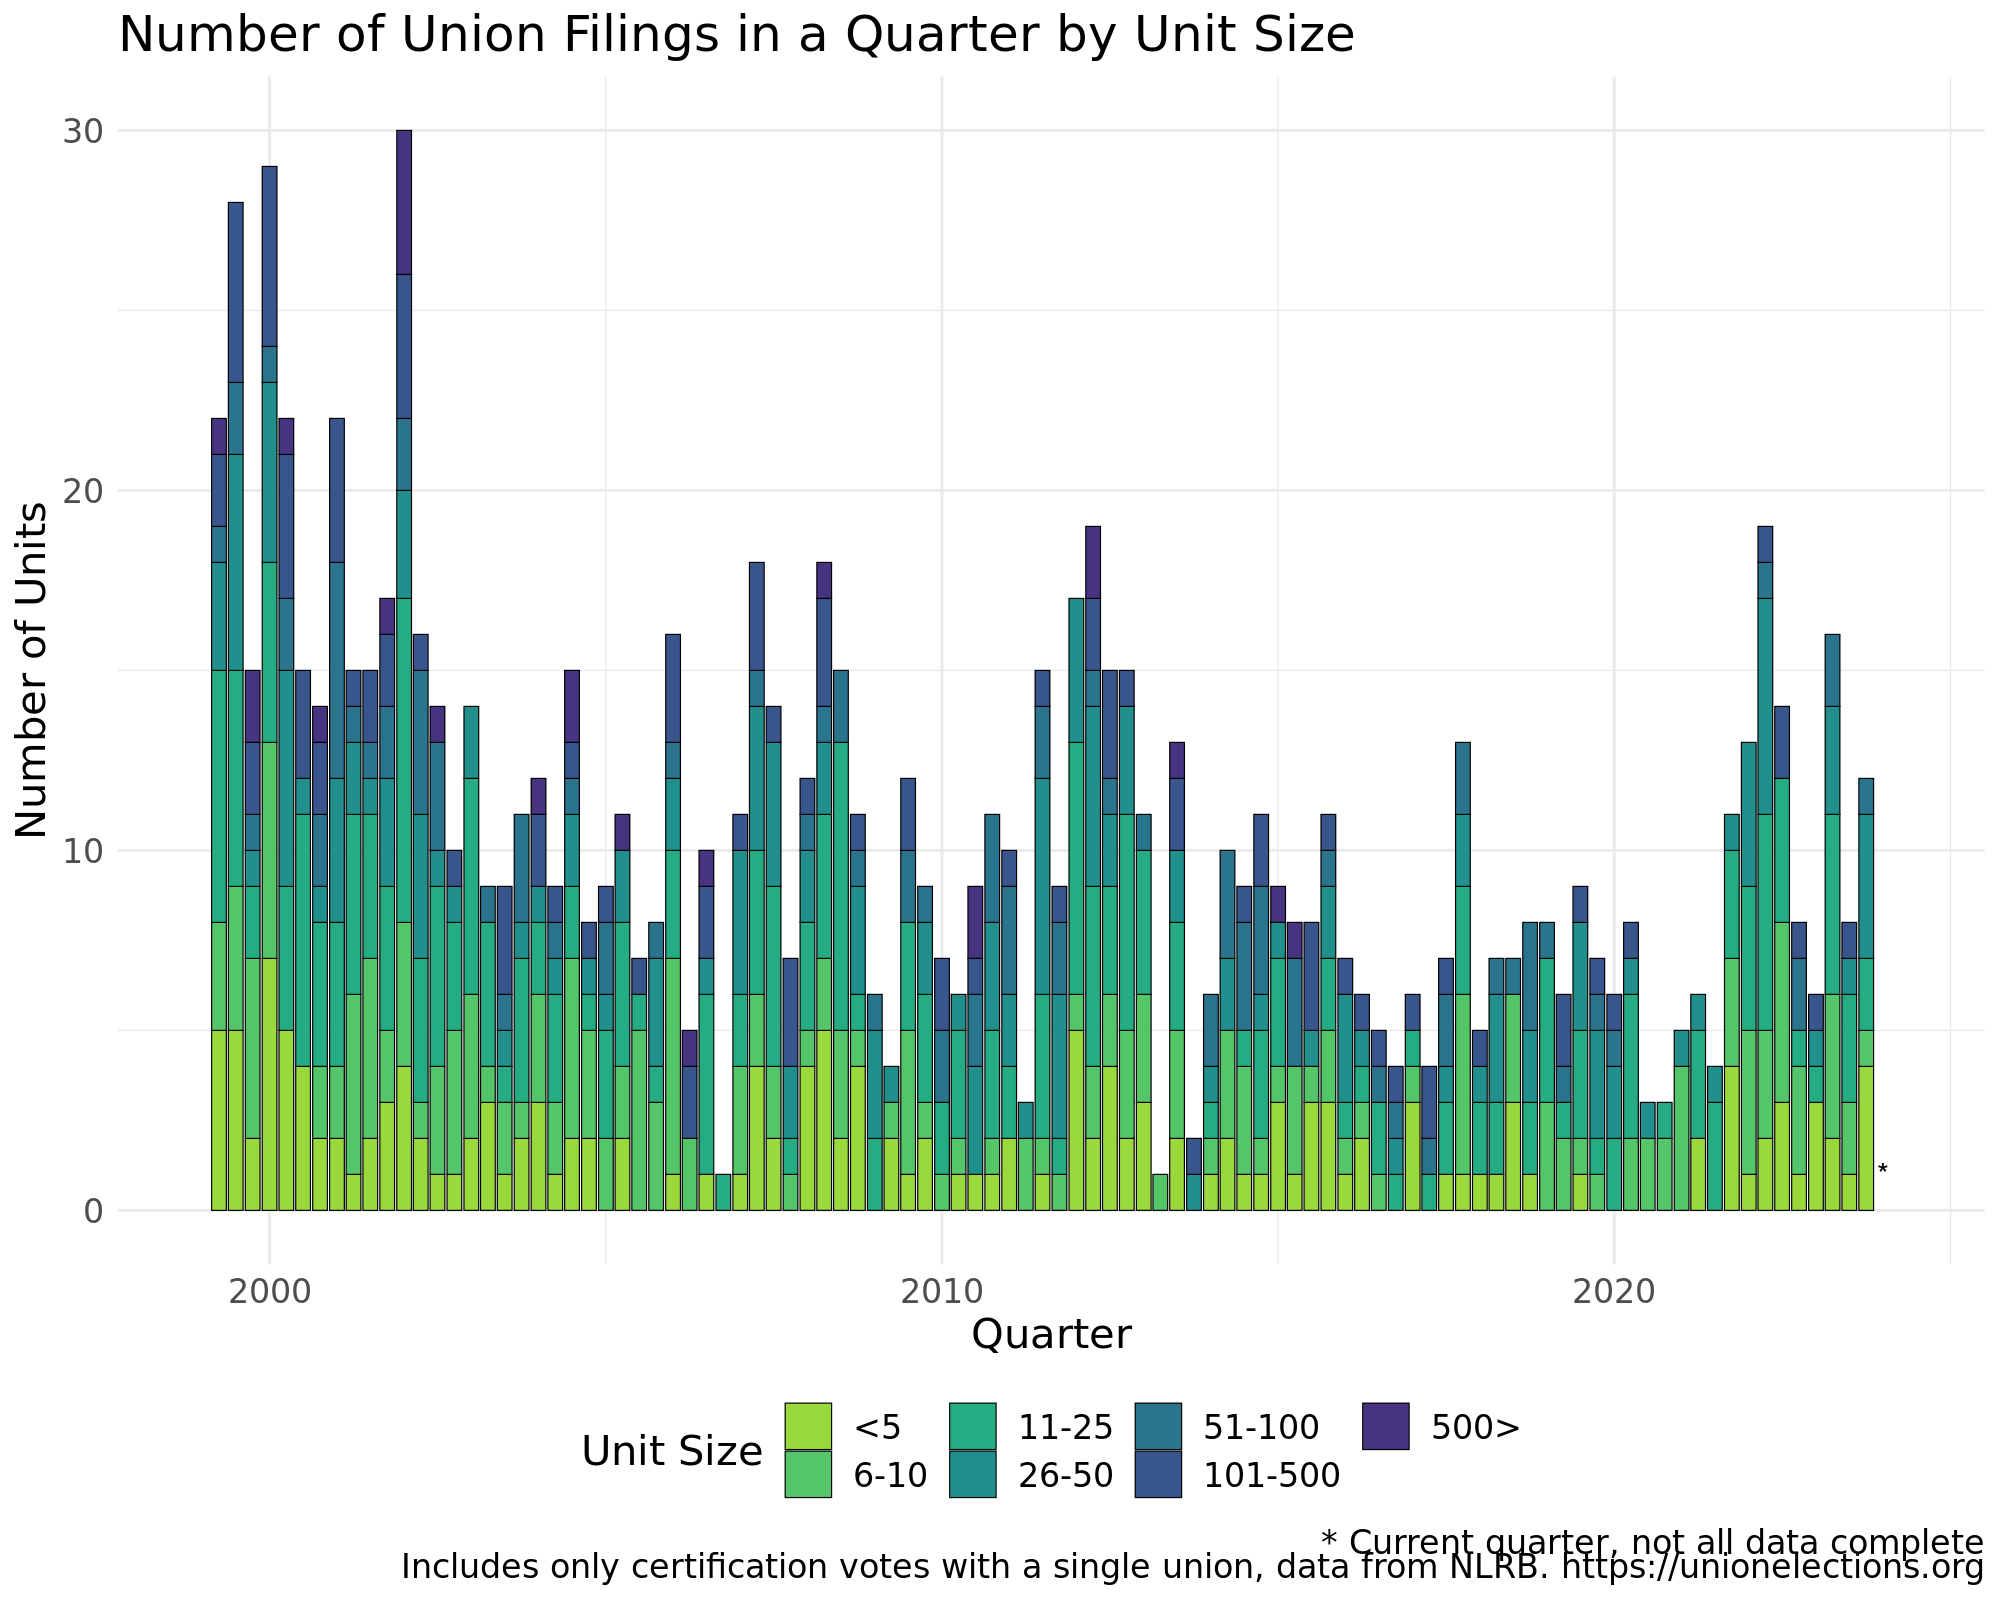 Number of Union Filings in a Quarter by Unit Size
30
20
10
0
Number of Units
*
2000 2010 2020
Quarter
Unit Size
<5 11-25 51-100 500>
6-10 26-50 101-500
* Current quarter, not all data complete
Includes only certification votes with a single union, data from NLRB. https://unionelections.org